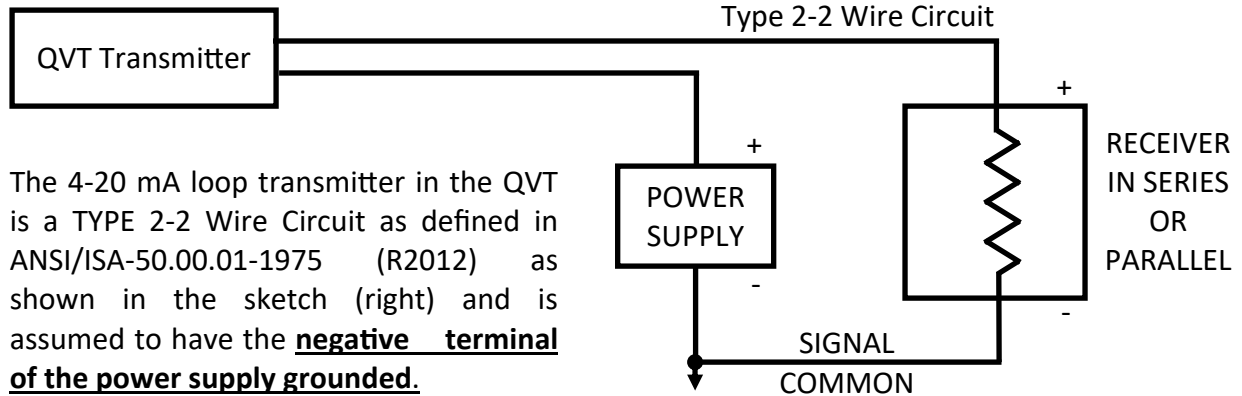 Type 2-2 Wire Circuit
QVT Transmitter
+
RECEIVER
IN SERIES
OR
PARALLEL
-
+
POWER
SUPPLY
-
SIGNAL
COMMON
The 4-20 mA loop transmitter in the QVT
is a TYPE 2-2 Wire Circuit as defined in
ANSI/ISA-50.00.01-1975 (R2012) as
shown in the sketch (right) and is
assumed to have the negative terminal
of the power supply grounded.